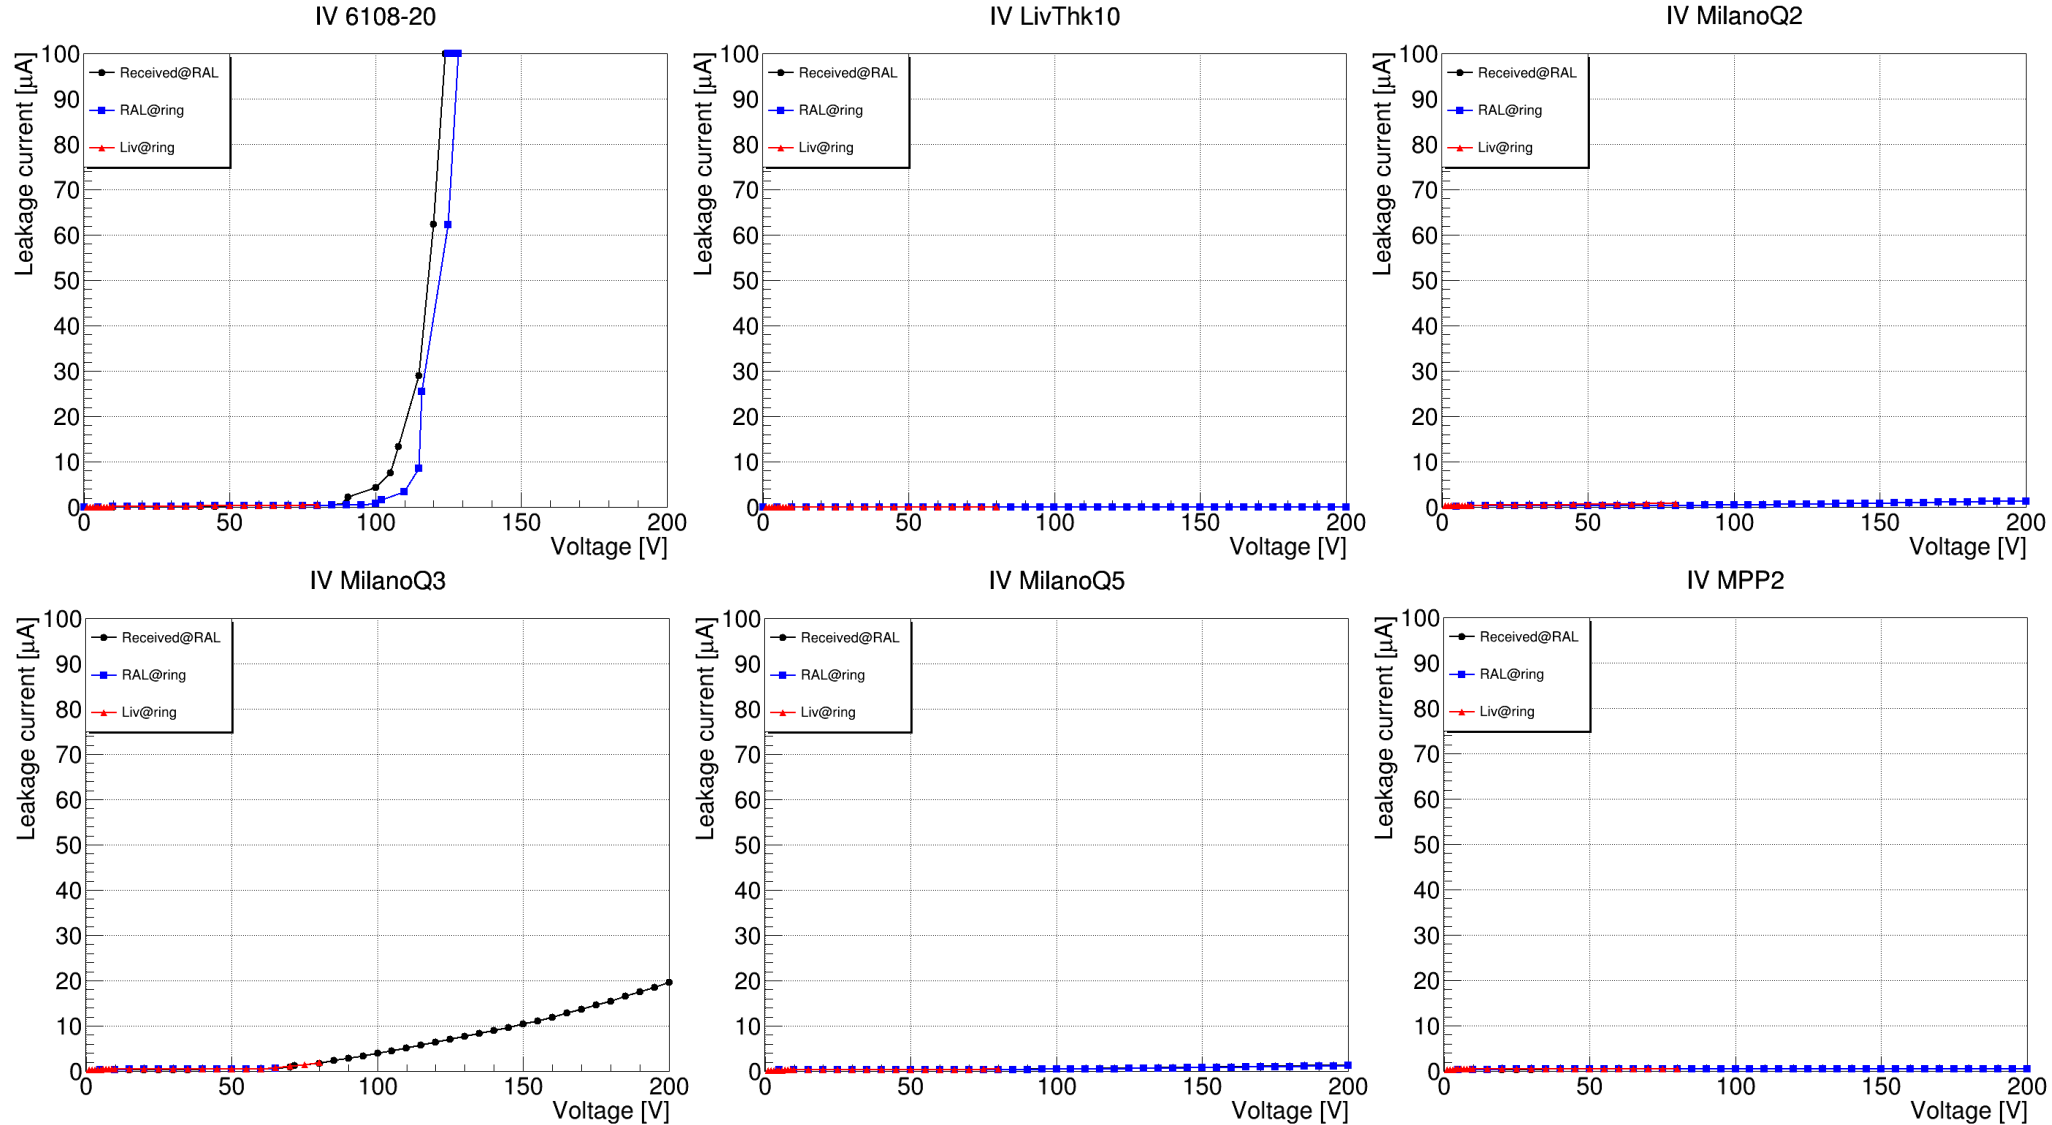 IV 6108-20
Leakage current [µA]
100
90
80
70
60
50
40
30
20
10
0
Received@RAL
RAL@ring
Liv@ring
0 50 100 150 200
Voltage [V]
IV LivThk10
Leakage current [µA]
100
90
80
70
60
50
40
30
20
10
0
Received@RAL
RAL@ring
Liv@ring
0 50 100 150 200
Voltage [V]
IV MilanoQ2
Leakage current [µA]
100
90
80
70
60
50
40
30
20
10
0
Received@RAL
RAL@ring
Liv@ring
0 50 100 150 200
Voltage [V]
IV MilanoQ3
Leakage current [µA]
100
90
80
70
60
50
40
30
20
10
0
Received@RAL
RAL@ring
Liv@ring
0 50 100 150 200
Voltage [V]
IV MilanoQ5
Leakage current [µA]
100
90
80
70
60
50
40
30
20
10
0
Received@RAL
RAL@ring
Liv@ring
0 50 100 150 200
Voltage [V]
IV MPP2
Leakage current [µA]
100
90
80
70
60
50
40
30
20
10
0
Received@RAL
RAL@ring
Liv@ring
0 50 100 150 200
Voltage [V]